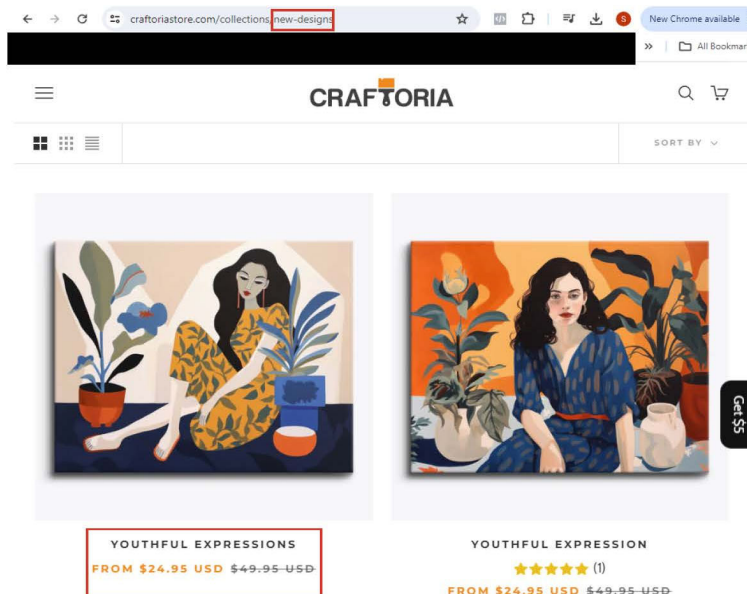 craftoriastore.com/collections/new-designs
S
New Chrome available
»
All Bookmar
CRAFTORIA
SORT BY
Get $5
YOUTHFUL EXPRESSIONS
FROM $24.95 USD $49.95 USD
YOUTHFUL EXPRESSION
(1)
FROM $24.95 USD $49.95 USD